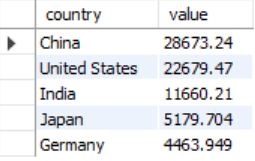 country value
China 28673.24
United States 22679.47
India 11660.21
Japan 5179.704
Germany 4463.949